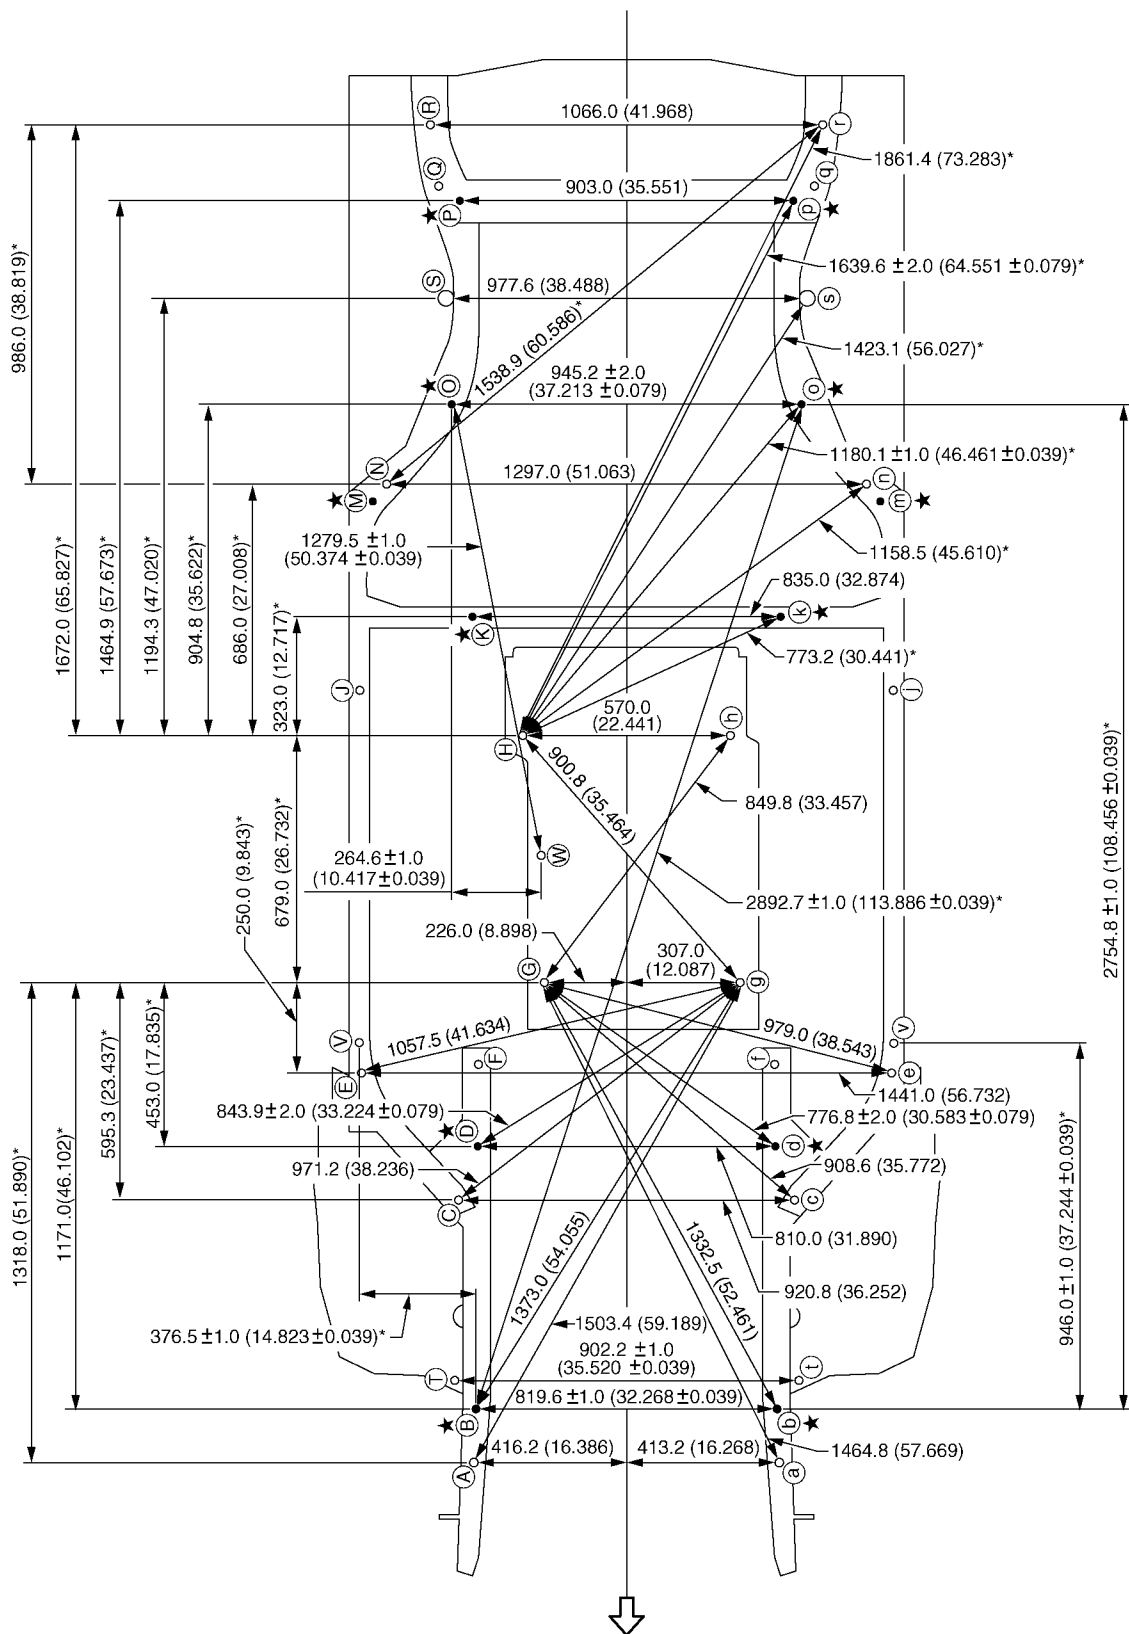 R
1066.0 (41.968)
r
1861.4 (73.283)*
Q
q
903.0 (35.551)
★
P
p
★
1639.6 ±2.0 (64.551 ±0.079)*
S
977.6 (38.488)
s
986.0 (38.819)*
1538.9 (60.586)*
1423.1 (56.027)*
★
O
945.2 ±2.0
(37.213 ±0.079)
o
★
1180.1 ±1.0 (46.461 ±0.039)*
N
1297.0 (51.063)
n
★
M
m
★
1279.5 ±1.0
(50.374 ±0.039)
1158.5 (45.610)*
835.0 (32.874)
1672.0 (65.827)*
1464.9 (57.673)*
1194.3 (47.020)*
904.8 (35.622)*
686.0 (27.008)*
323.0 (12.717)*
★
K
k
★
773.2 (30.441)*
J
j
570.0
(22.441)
H
h
900.8 (35.464)
849.8 (33.457)
679.0 (26.732)*
250.0 (9.843)*
264.6 ±1.0
(10.417 ±0.039)
W
2892.7 ±1.0 (113.886 ±0.039)*
2754.8 ±1.0 (108.456 ±0.039)*
226.0 (8.898)
307.0
(12.087)
G
g
1057.5 (41.634)
979.0 (38.543)
V
v
F
f
E
e
1441.0 (56.732)
843.9 ±2.0 (33.224 ±0.079)
776.8 ±2.0 (30.583 ±0.079)
★
D
d
★
971.2 (38.236)
908.6 (35.772)
C
c
1318.0 (51.890)*
1171.0(46.102)*
595.3 (23.437)*
453.0 (17.835)*
810.0 (31.890)
920.8 (36.252)
1373.0 (54.055)
1332.5 (52.461)
946.0 ±1.0 (37.244 ±0.039)*
376.5 ±1.0 (14.823 ±0.039)*
1503.4 (59.189)
902.2 ±1.0
(35.520 ±0.039)
T
t
819.6 ±1.0 (32.268 ±0.039)
★
B
b
★
416.2 (16.386)
413.2 (16.268)
1464.8 (57.669)
A
a